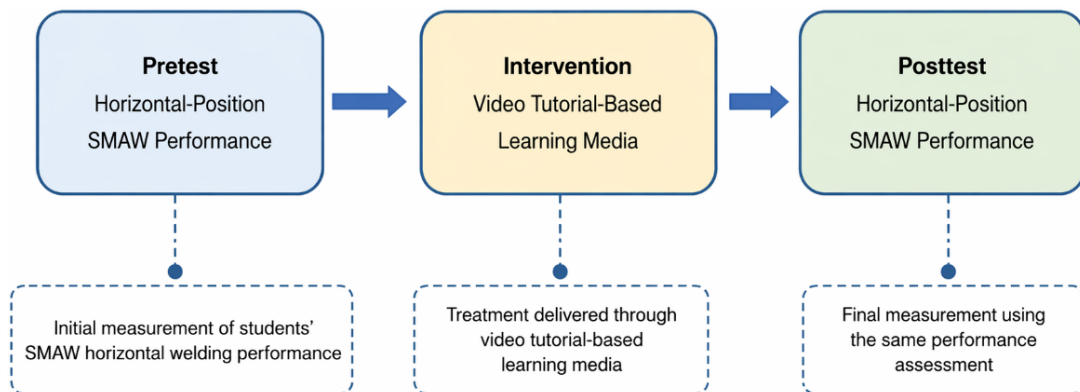 Pretest
Horizontal-Position
SMAW Performance
Intervention
Video Tutorial-Based
Learning Media
Posttest
Horizontal-Position
SMAW Performance
Initial measurement of students’
SMAW horizontal welding performance
Treatment delivered through
video tutorial-based
learning media
Final measurement using
the same performance
assessment